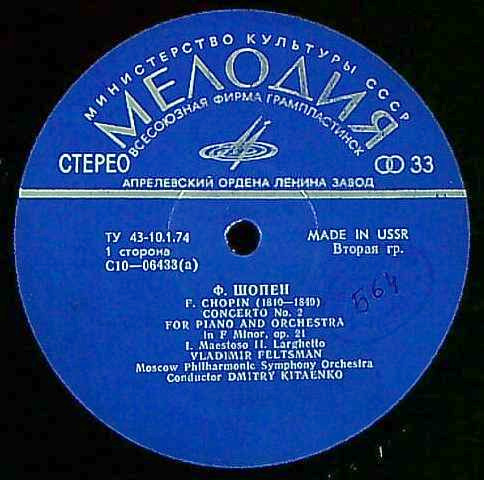 МИНИСТЕРСТВО КУЛЬТУРЫ СССР
МЕЛОДИЯ
ВСЕСОЮЗНАЯ ФИРМА ГРАМПЛАСТИНОК
СТЕРЕО 33
АПРЕЛЕВСКИЙ ОРДЕНА ЛЕНИНА ЗАВОД
ТУ 43-10.1.74 MADE IN USSR
1 сторона Вторая гр.
С10—06433(а)
Ф. ШОПЕН
F. CHOPIN (1810—1849)
CONCERTO No. 2
FOR PIANO AND ORCHESTRA
in F Minor, op. 21
I. Maestoso II. Larghetto
VLADIMIR FELTSMAN
Moscow Philharmonic Symphony Orchestra
Conductor DMITRY KITAENKO
564